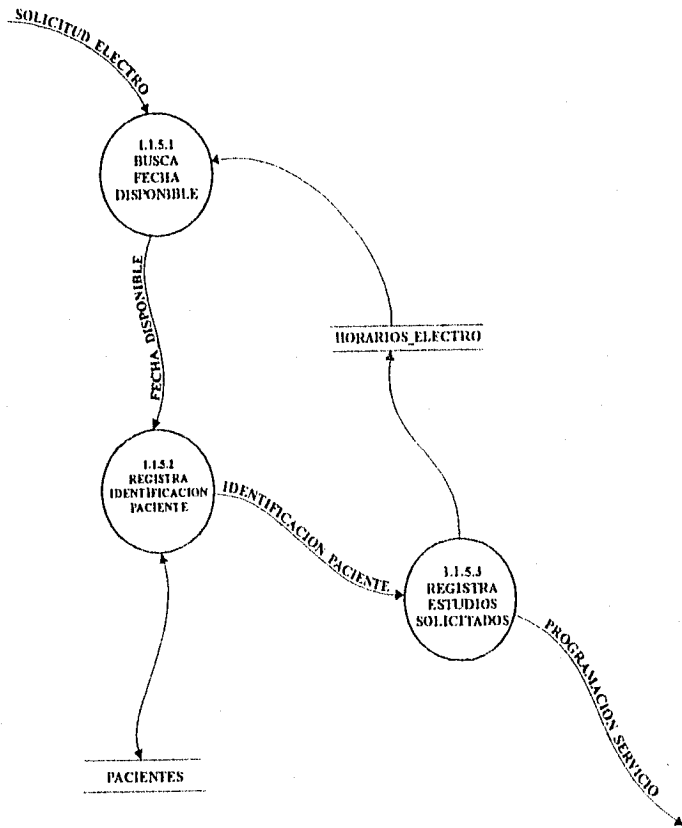 SOLICITUD ELECTRO
1.1.5.1
BUSCA
FECHA
DISPONIBLE
FECHA DISPONIBLE
HORARIOS_ELECTRO
1.1.5.2
REGISTRA
IDENTIFICACION
PACIENTE
IDENTIFICACION PACIENTE
1.1.5.3
REGISTRA
ESTUDIOS
SOLICITADOS
PROGRAMACION SERVICIO
PACIENTES